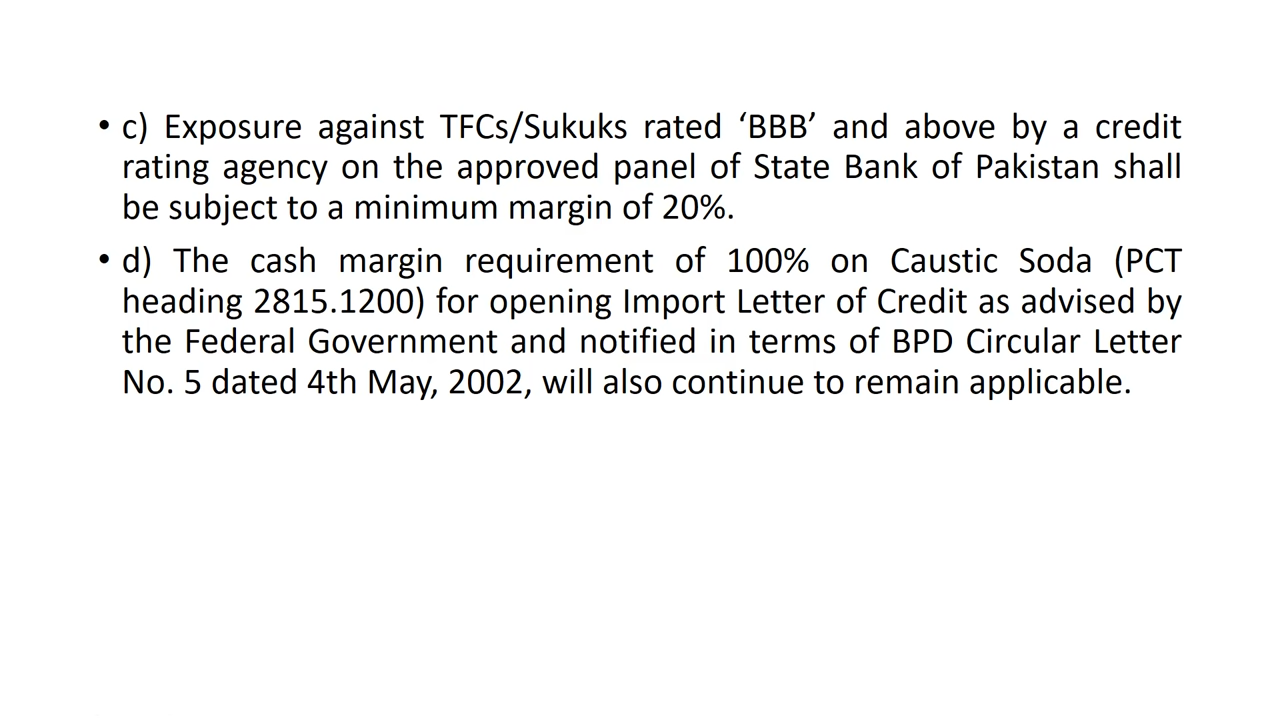 • c) Exposure against TFCs/Sukuks rated ‘BBB’ and above by a credit
rating agency on the approved panel of State Bank of Pakistan shall
be subject to a minimum margin of 20%.
• d) The cash margin requirement of 100% on Caustic Soda (PCT
heading 2815.1200) for opening Import Letter of Credit as advised by
the Federal Government and notified in terms of BPD Circular Letter
No. 5 dated 4th May, 2002, will also continue to remain applicable.